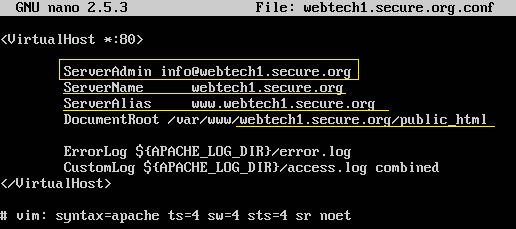 GNU nano 2.5.3 File: webtech1.secure.org.conf
<VirtualHost *:80>
ServerAdmin info@webtech1.secure.org
ServerName webtech1.secure.org
ServerAlias www.webtech1.secure.org
DocumentRoot /var/www/webtech1.secure.org/public_html
ErrorLog ${APACHE_LOG_DIR}/error.log
CustomLog ${APACHE_LOG_DIR}/access.log combined
</VirtualHost>
# vim: syntax=apache ts=4 sw=4 sts=4 sr noet